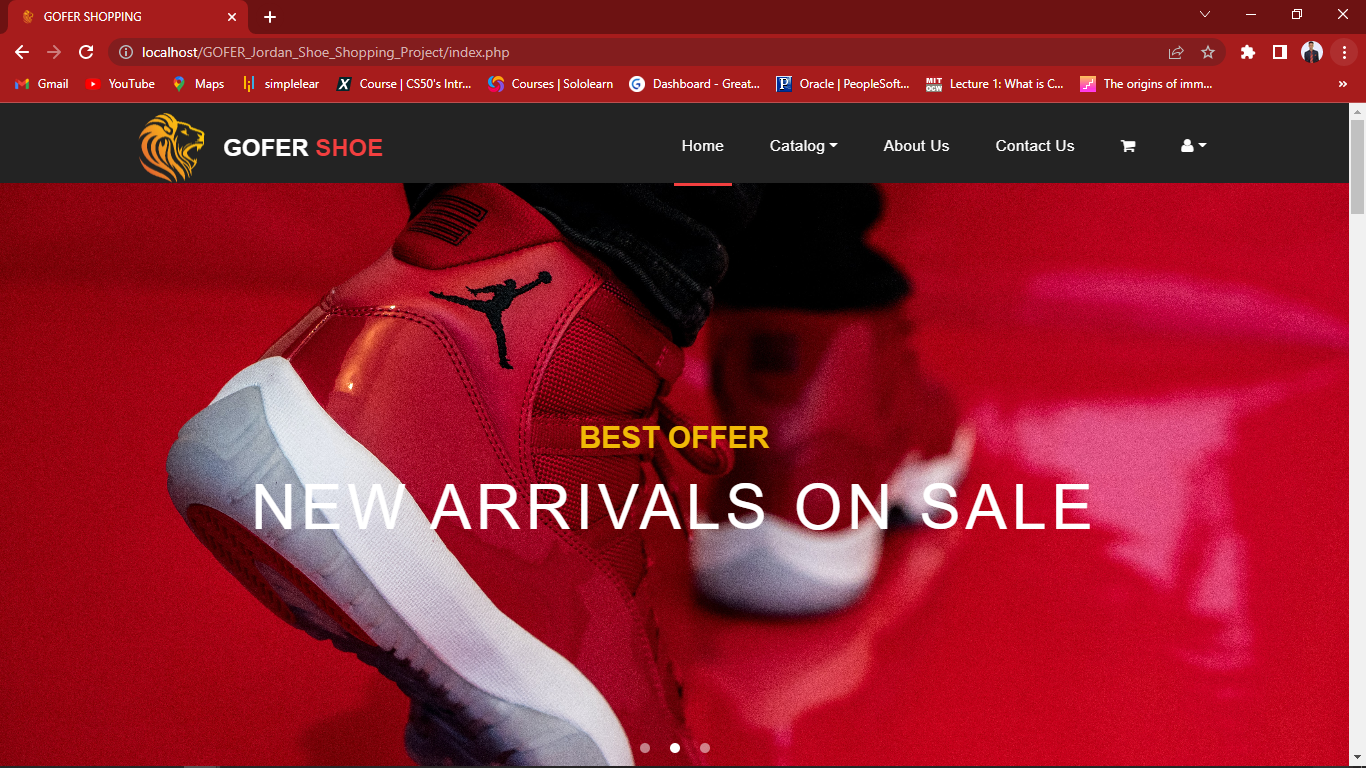 GOFER SHOPPING
localhost/GOFER_Jordan_Shoe_Shopping_Project/index.php
Gmail YouTube Maps simplelear Course | CS50's Intr... Courses | Sololearn Dashboard - Great... Oracle | PeopleSoft... MIT OCW Lecture 1: What is C... The origins of imm... »
GOFER SHOE Home Catalog About Us Contact Us
BEST OFFER
NEW ARRIVALS ON SALE